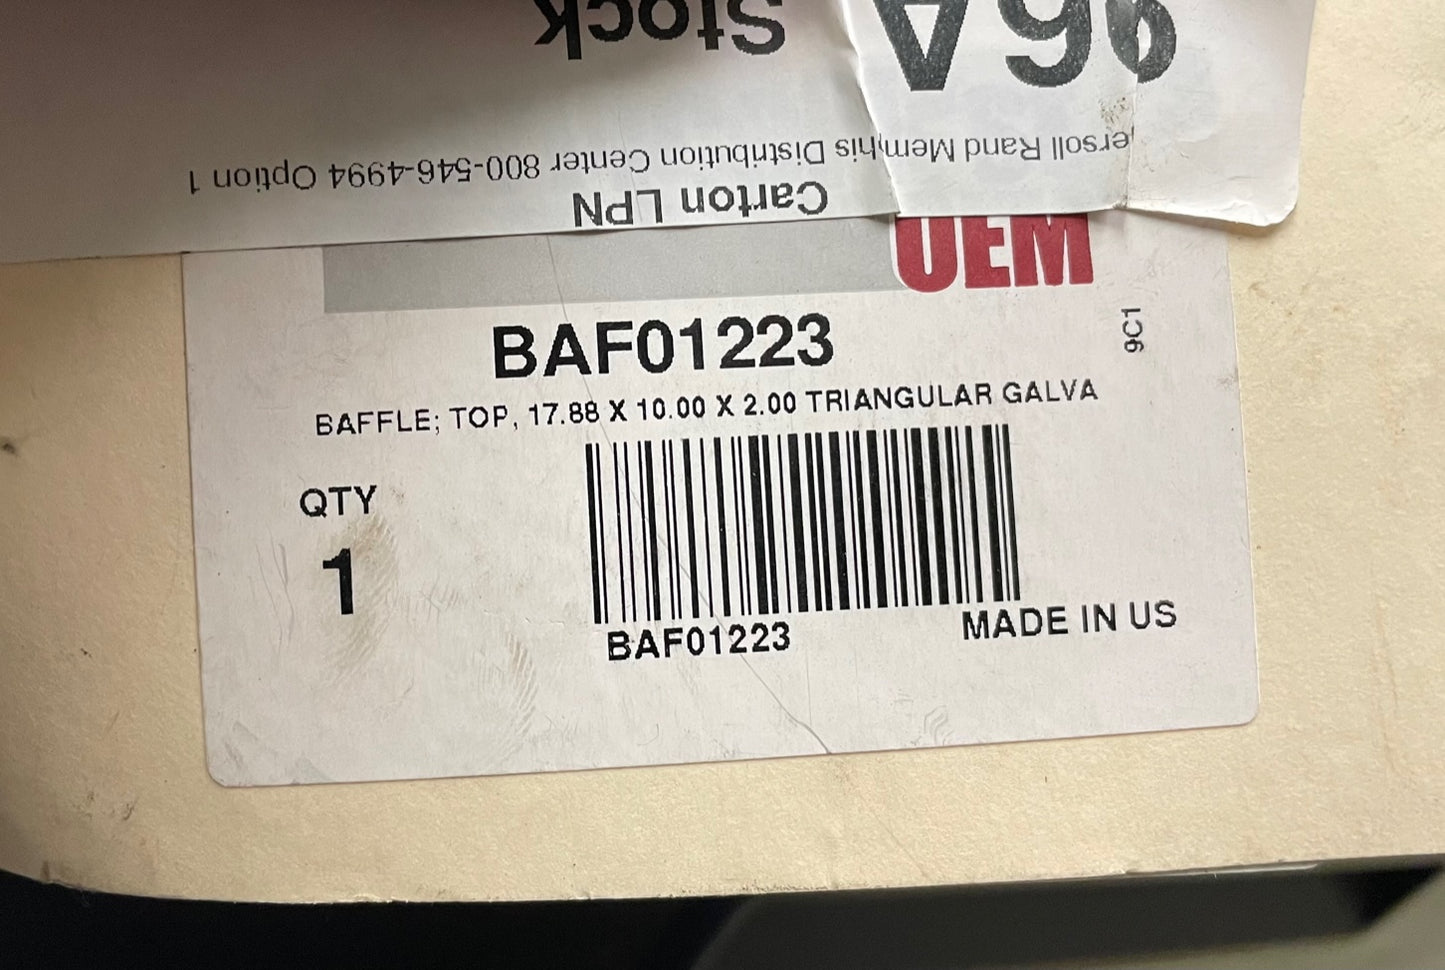 Stock
96A
ersoll Rand Memphis Distribution Center 800-546-4994 Option 1
Carton LPN
OEM
BAF01223
9C1
BAFFLE; TOP, 17.88 X 10.00 X 2.00 TRIANGULAR GALVA
QTY
1
BAF01223
MADE IN US